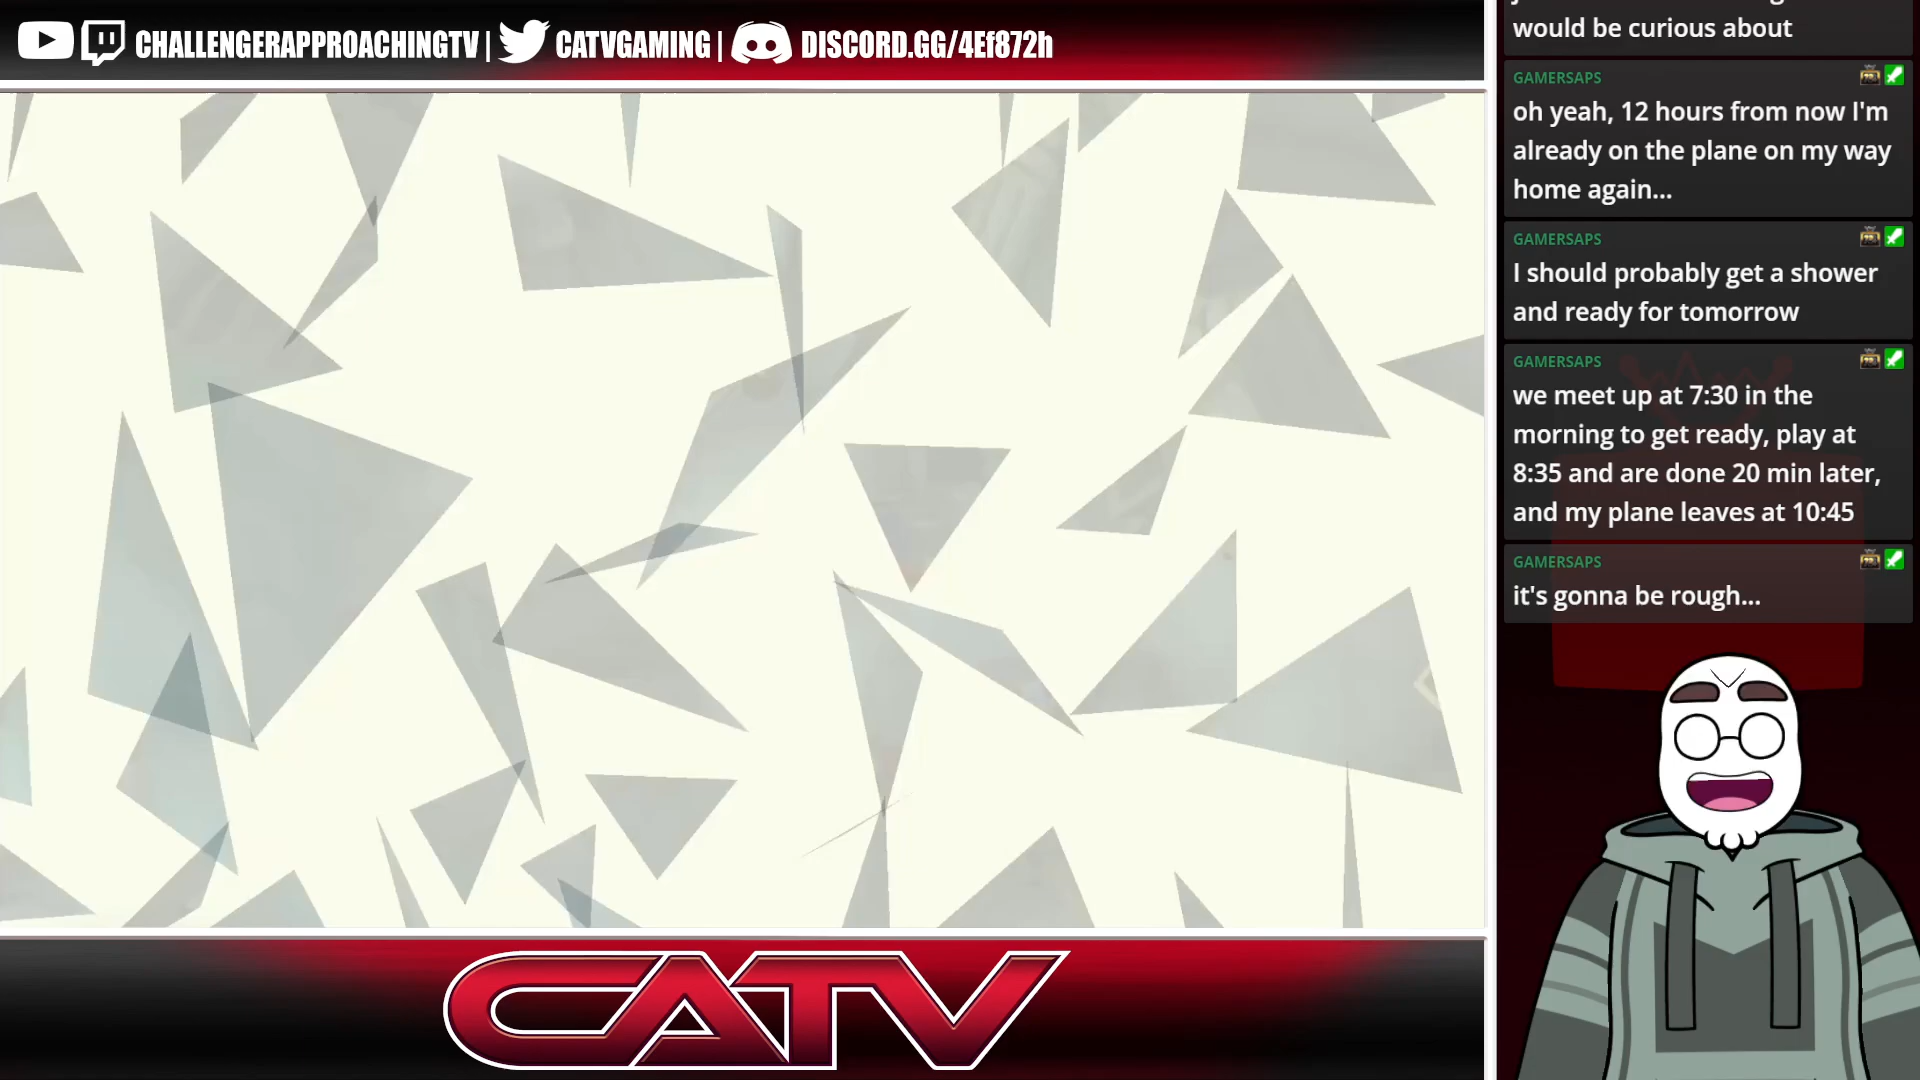 CHALLENGERAPPROACHINGTV | CATVGAMING | DISCORD.GG/4Ef872h
would be curious about
GAMERSAPS
oh yeah, 12 hours from now I'm
already on the plane on my way
home again...
GAMERSAPS
I should probably get a shower
and ready for tomorrow
GAMERSAPS
we meet up at 7:30 in the
morning to get ready, play at
8:35 and are done 20 min later,
and my plane leaves at 10:45
GAMERSAPS
it's gonna be rough...
CATV